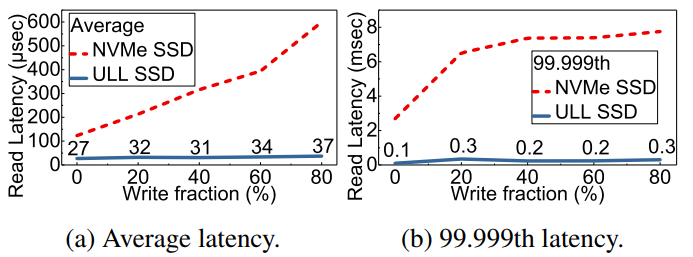 Read Latency (μsec)
600
500
400
300
200
100
0
Average
NVMe SSD
ULL SSD
27
32
31
34
37
0
20
40
60
80
Write fraction (%)
(a) Average latency.
Read Latency (msec)
8
6
4
2
0
99.999th
NVMe SSD
ULL SSD
0.1
0.3
0.2
0.2
0.3
0
20
40
60
80
Write fraction (%)
(b) 99.999th latency.